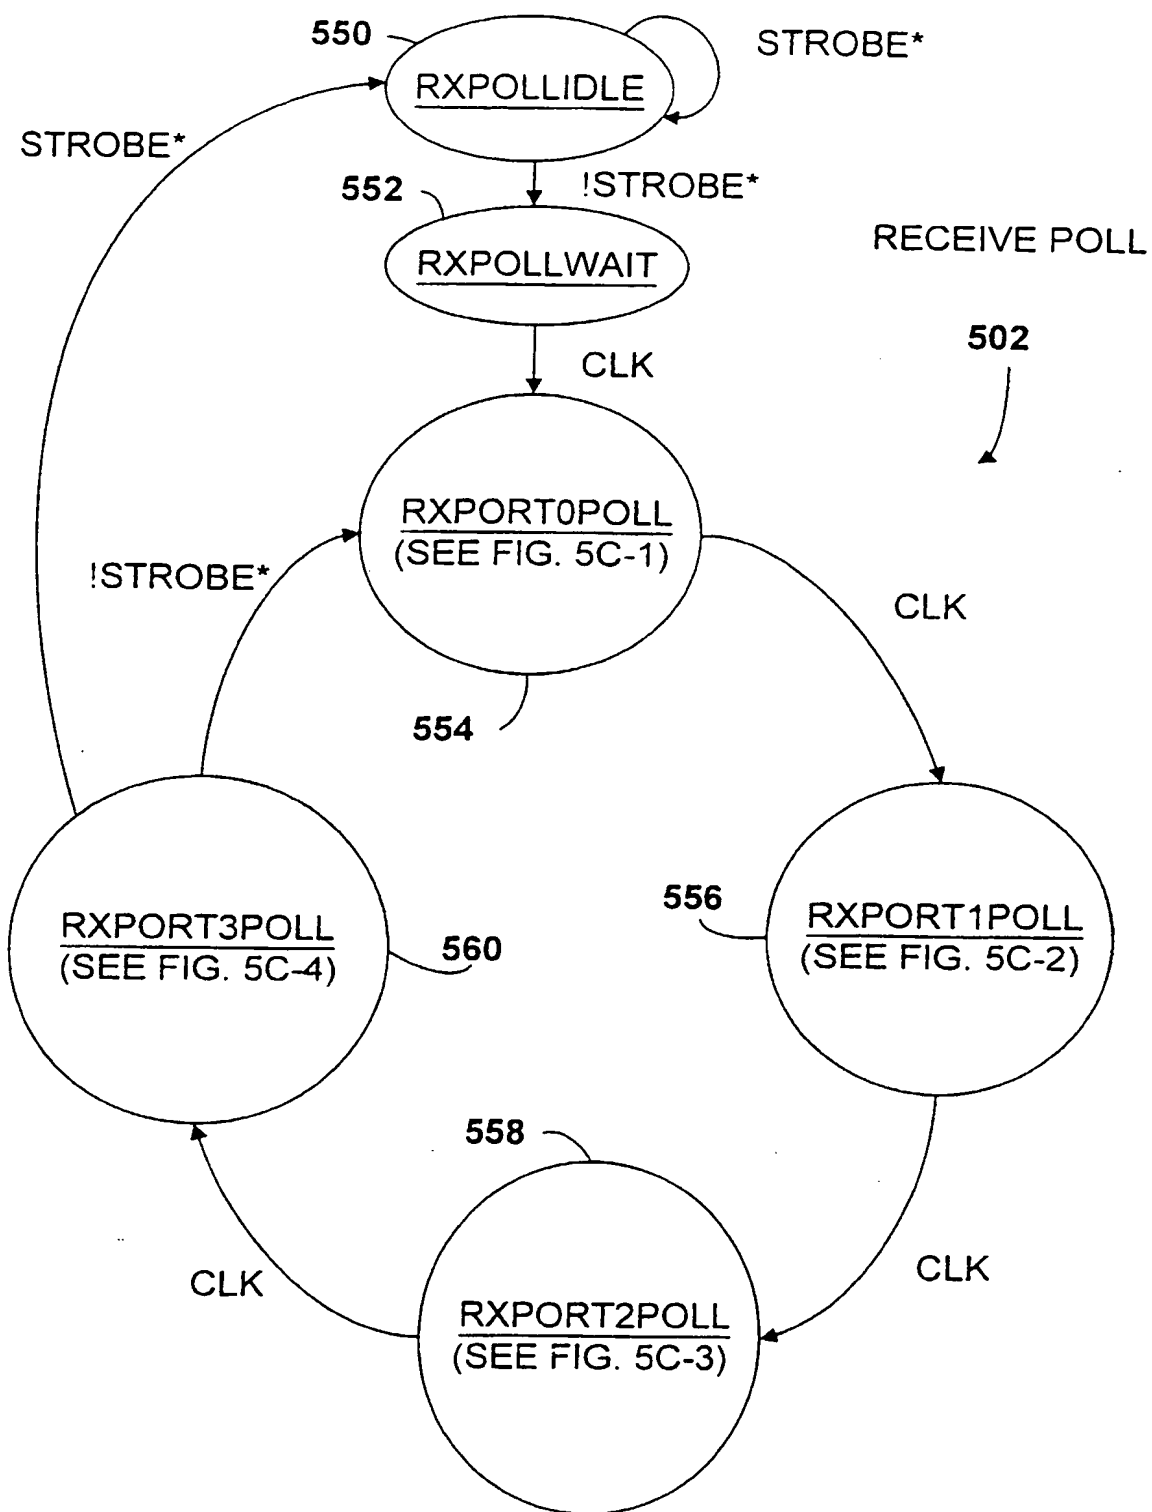 550
STROBE*
RXPOLLIDLE
STROBE*
!STROBE*
552
RXPOLLWAIT
RECEIVE POLL
502
CLK
RXPORT0POLL
(SEE FIG. 5C-1)
!STROBE*
CLK
554
556
RXPORT1POLL
(SEE FIG. 5C-2)
RXPORT3POLL
(SEE FIG. 5C-4)
560
558
CLK
CLK
RXPORT2POLL
(SEE FIG. 5C-3)